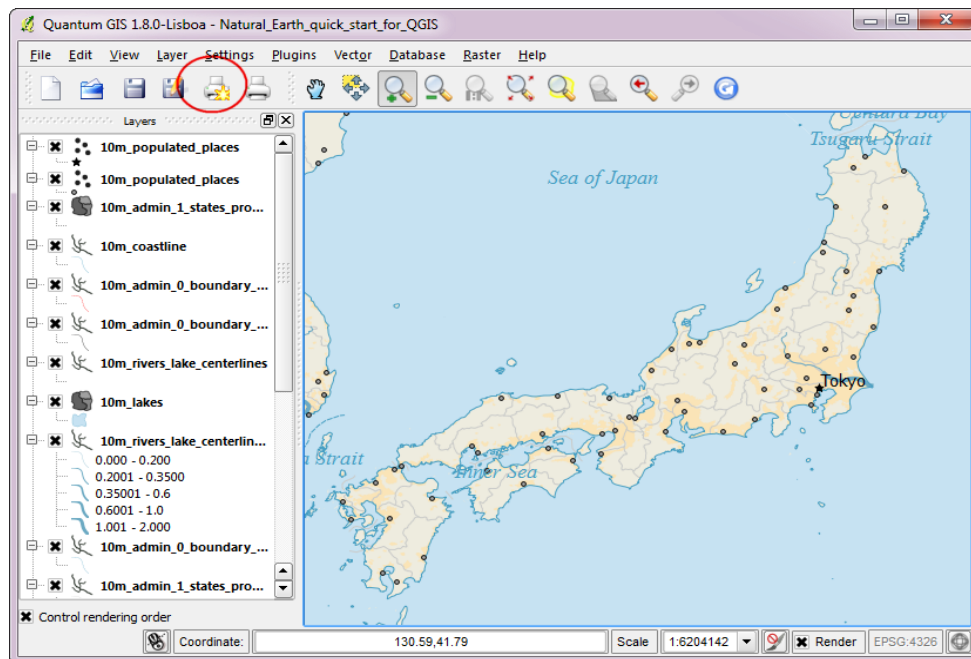 Quantum GIS 1.8.0-Lisboa - Natural_Earth_quick_start_for_QGIS
File Edit View Layer Settings Plugins Vector Database Raster Help
Layers
10m_populated_places
10m_populated_places
10m_admin_1_states_pro...
10m_coastline
10m_admin_0_boundary_...
10m_admin_0_boundary_...
10m_rivers_lake_centerlines
10m_lakes
10m_rivers_lake_centerlin...
0.000 - 0.200
0.2001 - 0.3500
0.35001 - 0.6
0.6001 - 1.0
1.001 - 2.000
10m_admin_0_boundary_...
10m_admin_1_states_pro...
Control rendering order
Tsugaru Strait
Sea of Japan
Tokyo
a Strait
Inner Sea
Coordinate: 130.59,41.79 Scale 1:6204142 Render EPSG:4326